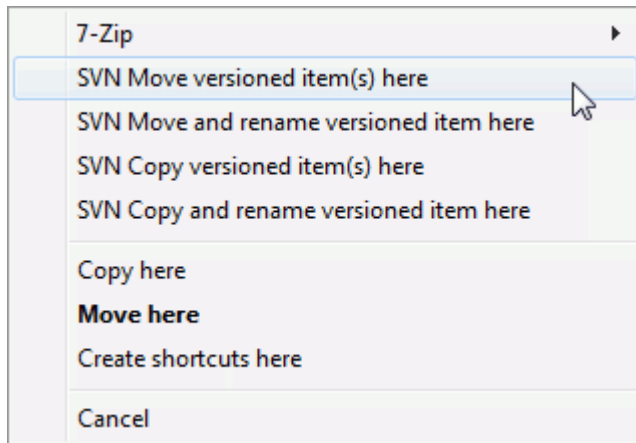 7-Zip
SVN Move versioned item(s) here
SVN Move and rename versioned item here
SVN Copy versioned item(s) here
SVN Copy and rename versioned item here
Copy here
Move here
Create shortcuts here
Cancel